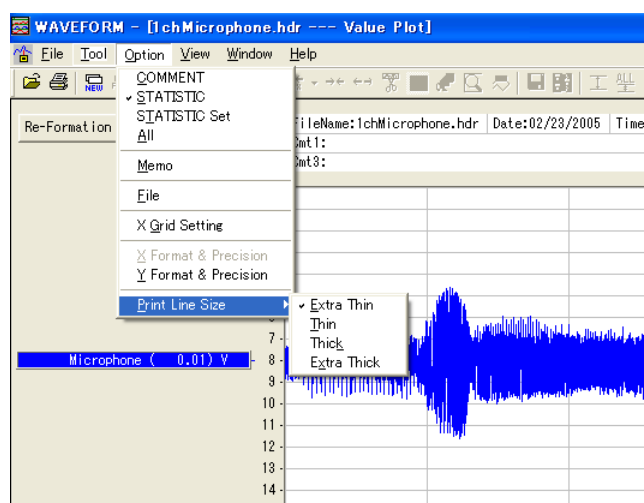 WAVEFORM - [1chMicrophone.hdr --- Value Plot]
File Tool Option View Window Help
NEW
COMMENT
✓ STATISTIC
STATISTIC Set
All
Memo
File
X Grid Setting
X Format & Precision
Y Format & Precision
Print Line Size
✓ Extra Thin
Thin
Thick
Extra Thick
Re-Formation
FileName:1chMicrophone.hdr Date:02/23/2005 Time
Cmt1:
Cmt3:
Microphone ( 0.01) V
7
8
9
10
11
12
13
14